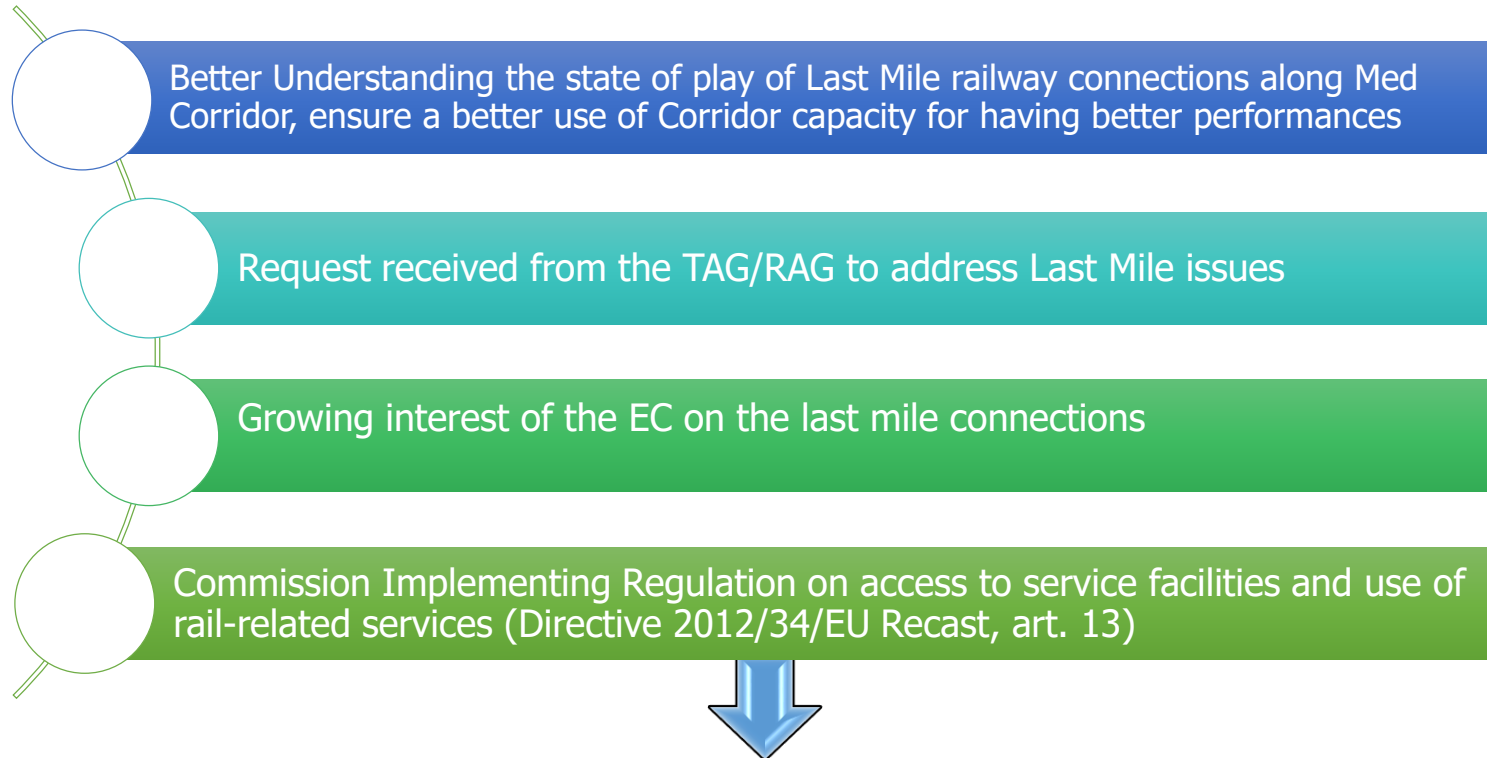 Better Understanding the state of play of Last Mile railway connections along Med
Corridor, ensure a better use of Corridor capacity for having better performances
Request received from the TAG/RAG to address Last Mile issues
Growing interest of the EC on the last mile connections
Commission Implementing Regulation on access to service facilities and use of
rail-related services (Directive 2012/34/EU Recast, art. 13)